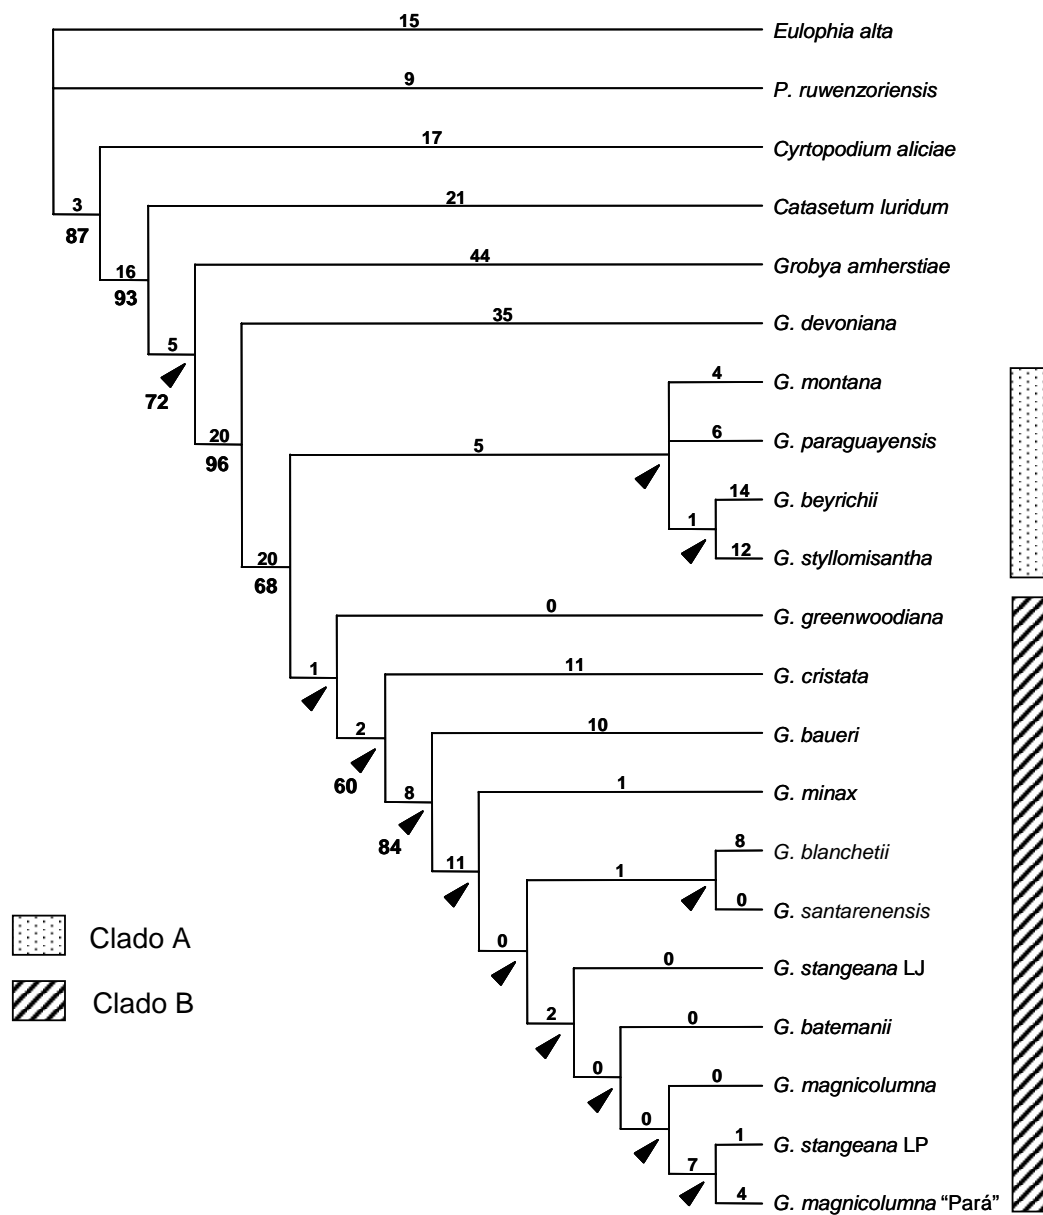 15
Eulophia alta
9
P. ruwenzoriensis
17
Cyrtopodium aliciae
21
Catasetum luridum
3
87
44
Grobya amherstiae
16
93
35
G. devoniana
5
72
4
G. montana
20
96
6
G. paraguayensis
5
14
G. beyrichii
1
12
G. styllomisantha
20
68
0
G. greenwoodiana
1
11
G. cristata
2
60
10
G. baueri
8
84
1
G. minax
11
8
G. blanchetii
1
0
G. santarenensis
0
Clado A
0
G. stangeana LJ
Clado B
2
0
G. batemanii
0
0
G. magnicolumna
0
1
G. stangeana LP
7
4
G. magnicolumna “Pará”